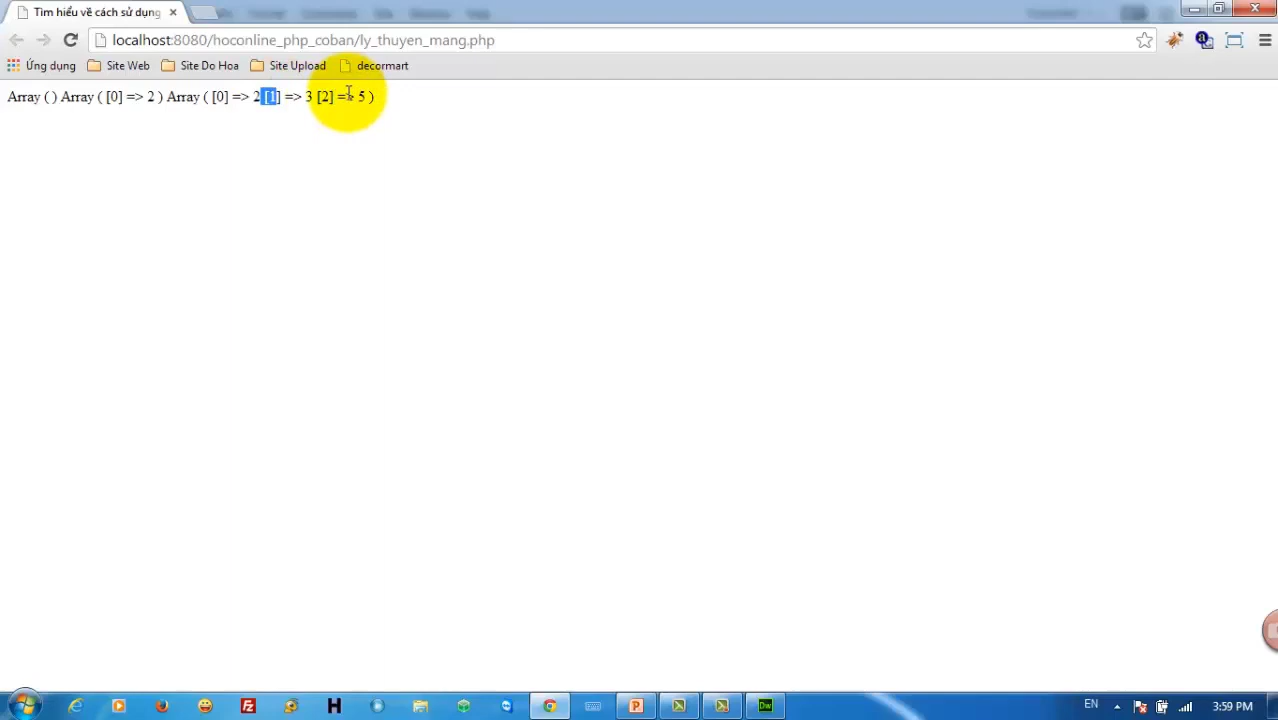 Tìm hiểu về cách sử dụng
localhost:8080/hoconline_php_coban/ly_thuyen_mang.php
Ứng dụng Site Web Site Do Hoa Site Upload decormart
Array ( ) Array ( [0] => 2 ) Array ( [0] => 2 [1] => 3 [2] => 5 )
EN 3:59 PM